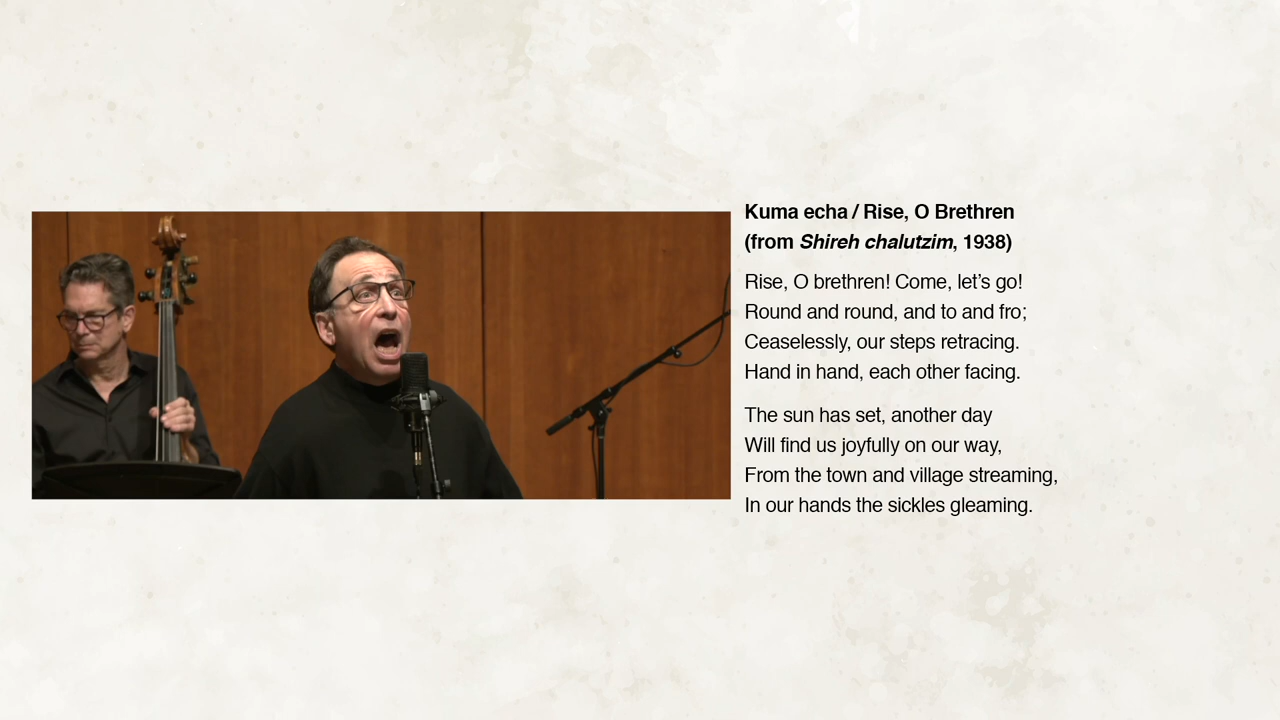 Kuma echa / Rise, O Brethren
(from Shireh chalutzim, 1938)
Rise, O brethren! Come, let’s go!
Round and round, and to and fro;
Ceaselessly, our steps retracing.
Hand in hand, each other facing.
The sun has set, another day
Will find us joyfully on our way,
From the town and village streaming,
In our hands the sickles gleaming.